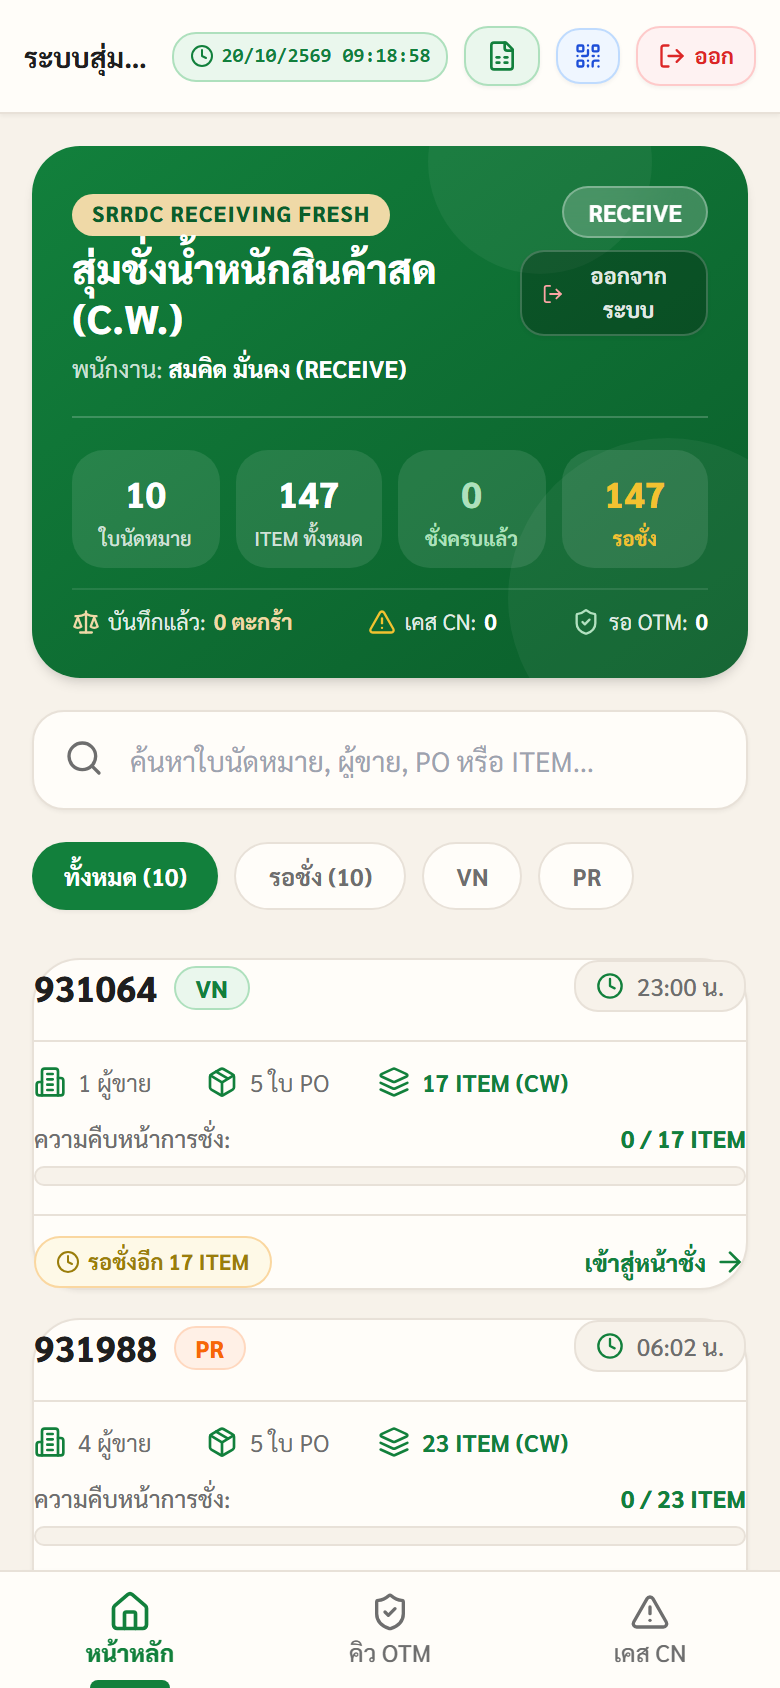 ระบบสุ่ม...
20/10/2569 09:18:58
ออก
SRRDC RECEIVING FRESH
RECEIVE
สุ่มชั่งน้ำหนักสินค้าสด
(C.W.)
ออกจาก
ระบบ
พนักงาน: สมคิด มั่นคง (RECEIVE)
10
ใบนัดหมาย
147
ITEM ทั้งหมด
0
ชั่งครบแล้ว
147
รอชั่ง
บันทึกแล้ว: 0 ตะกร้า
เคส CN: 0
รอ OTM: 0
ค้นหาใบนัดหมาย, ผู้ขาย, PO หรือ ITEM...
ทั้งหมด (10)
รอชั่ง (10)
VN
PR
931064
VN
23:00 น.
1 ผู้ขาย
5 ใบ PO
17 ITEM (CW)
ความคืบหน้าการชั่ง:
0 / 17 ITEM
รอชั่งอีก 17 ITEM
เข้าสู่หน้าชั่ง
931988
PR
06:02 น.
4 ผู้ขาย
5 ใบ PO
23 ITEM (CW)
ความคืบหน้าการชั่ง:
0 / 23 ITEM
หน้าหลัก
คิว OTM
เคส CN